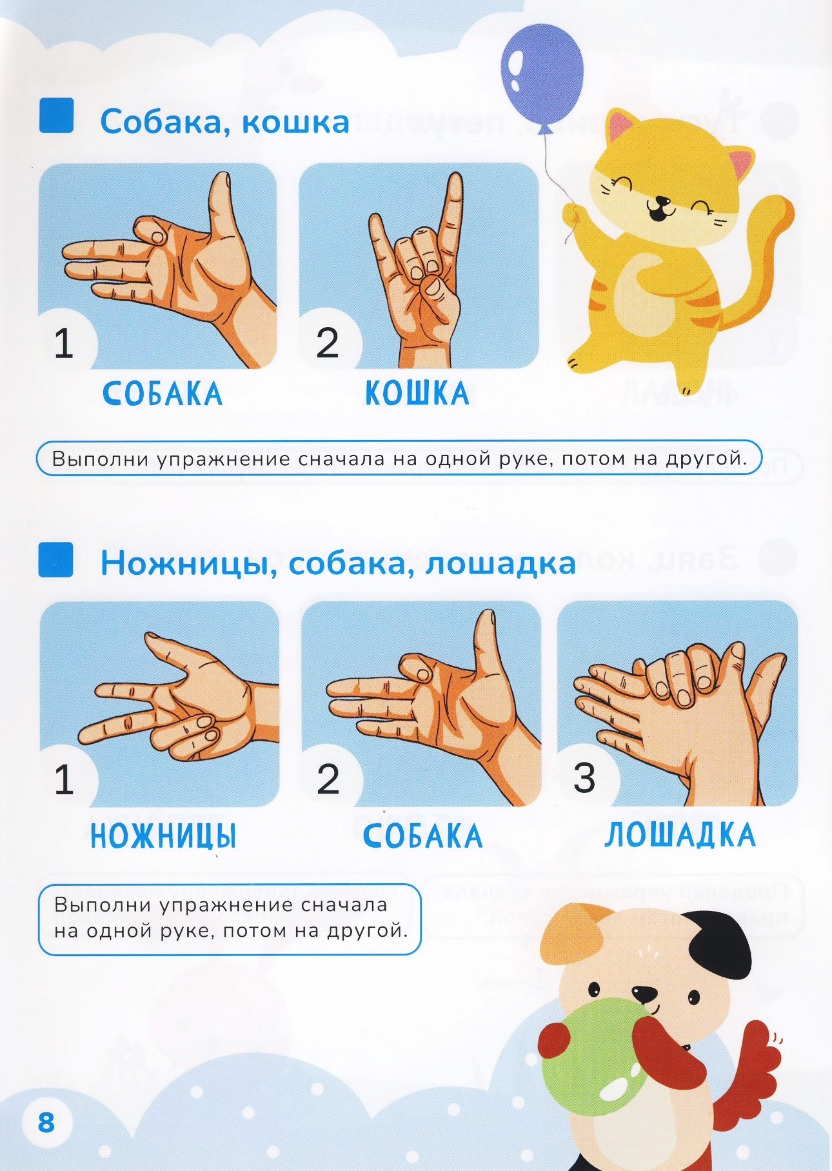 Собака, кошка
1
2
СОБАКА
КОШКА
Выполни упражнение сначала на одной руке, потом на другой.
Ножницы, собака, лошадка
1
2
3
НОЖНИЦЫ
СОБАКА
ЛОШАДКА
Выполни упражнение сначала
на одной руке, потом на другой.
8